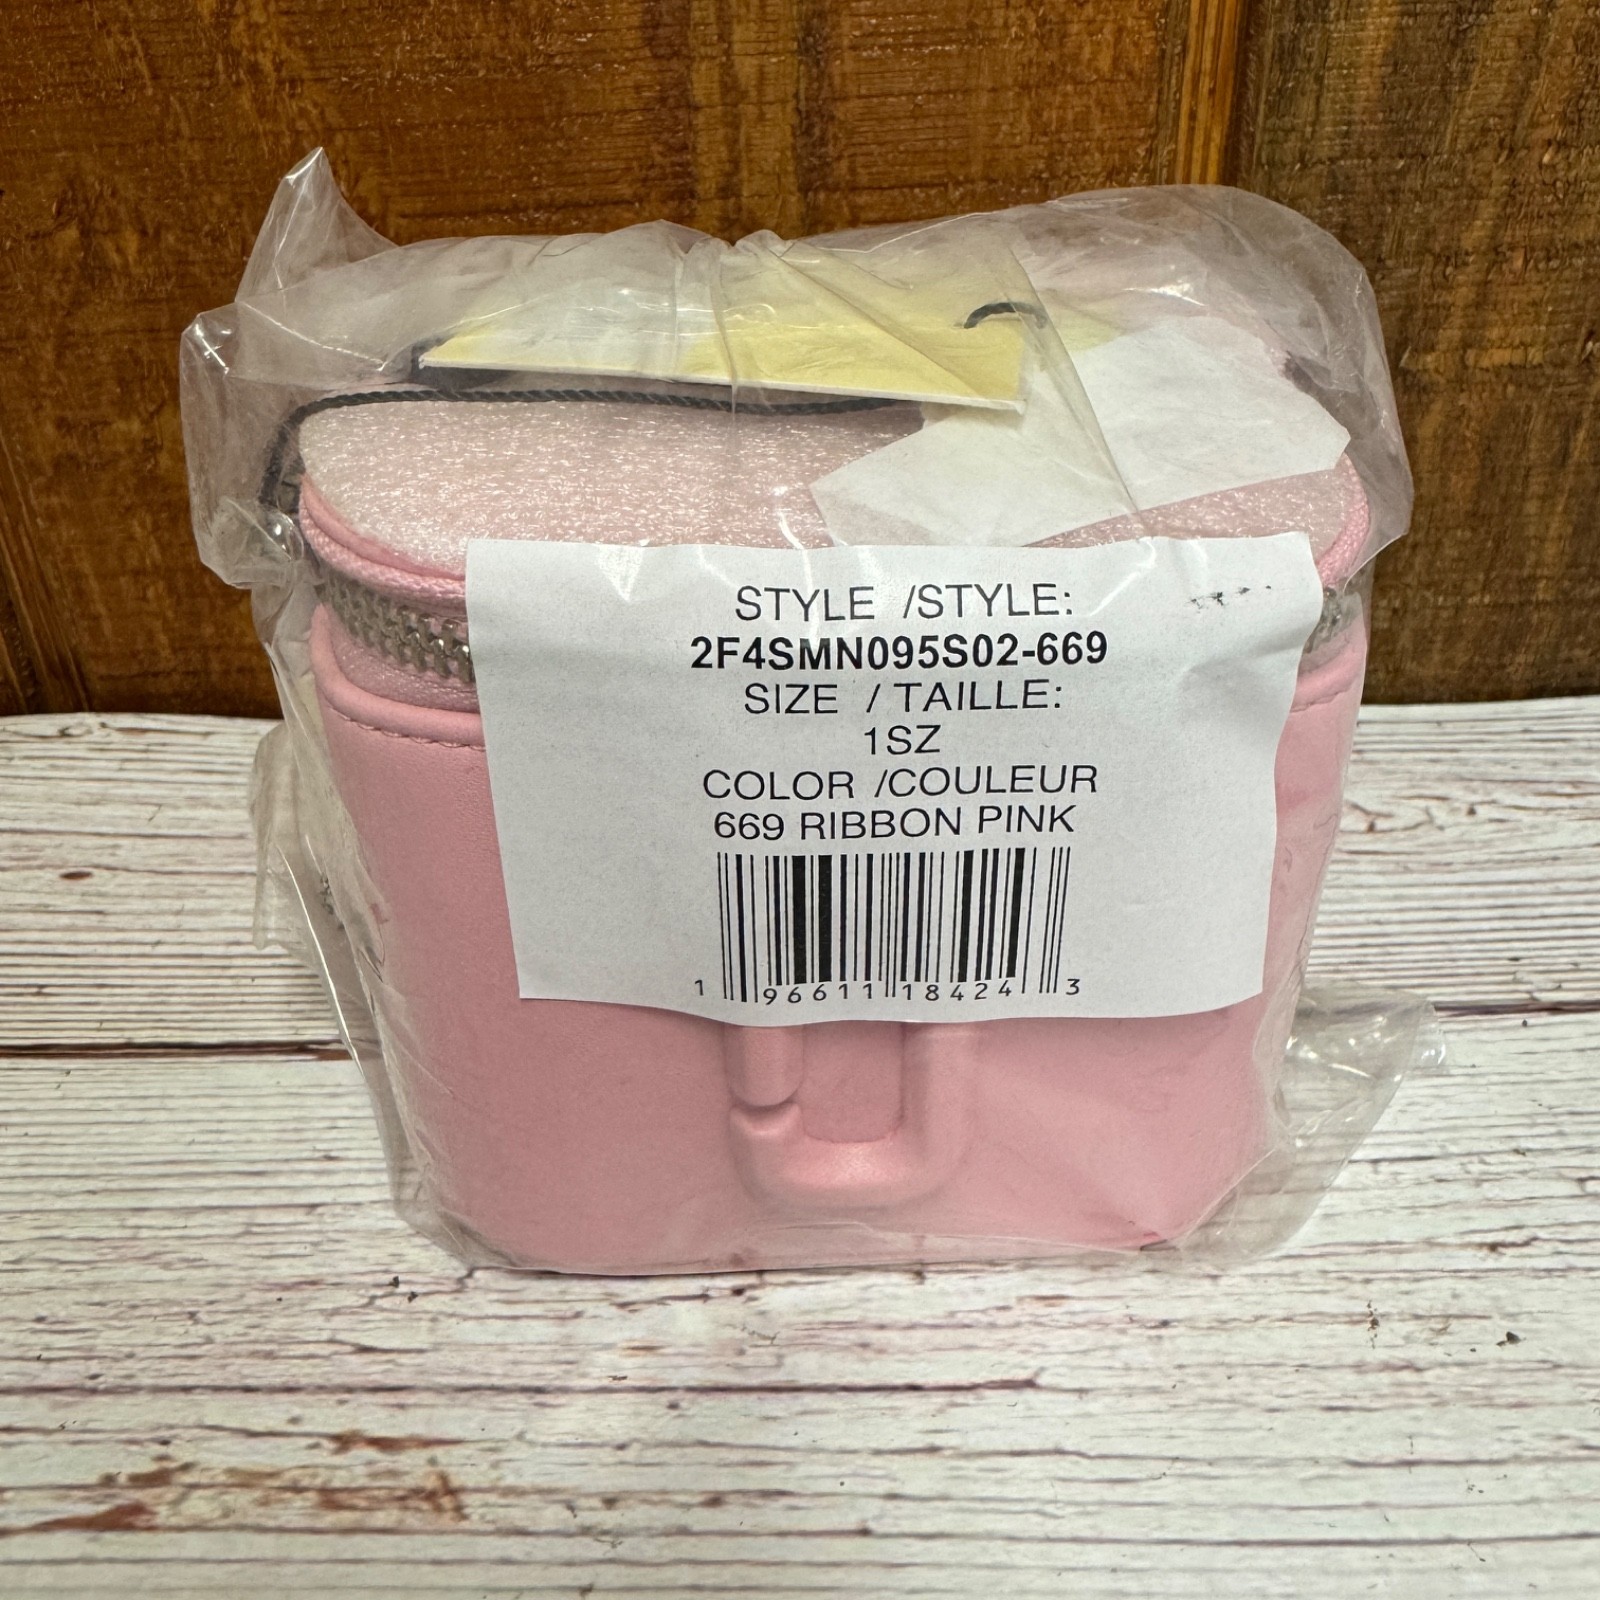 STYLE /STYLE:
2F4SMN095S02-669
SIZE / TAILLE:
1SZ
COLOR /COULEUR
669 RIBBON PINK
1 96611 18424 3